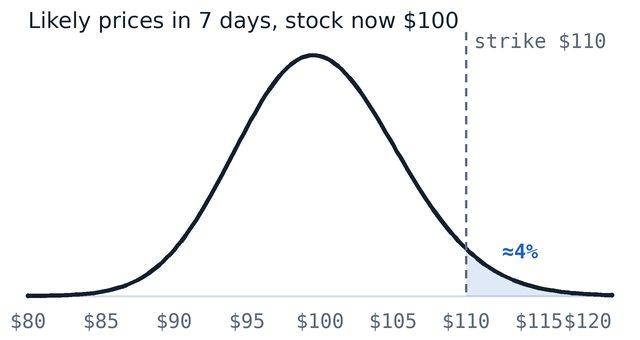 Likely prices in 7 days, stock now $100
strike $110
≈4%
$80 $85 $90 $95 $100 $105 $110 $115$120